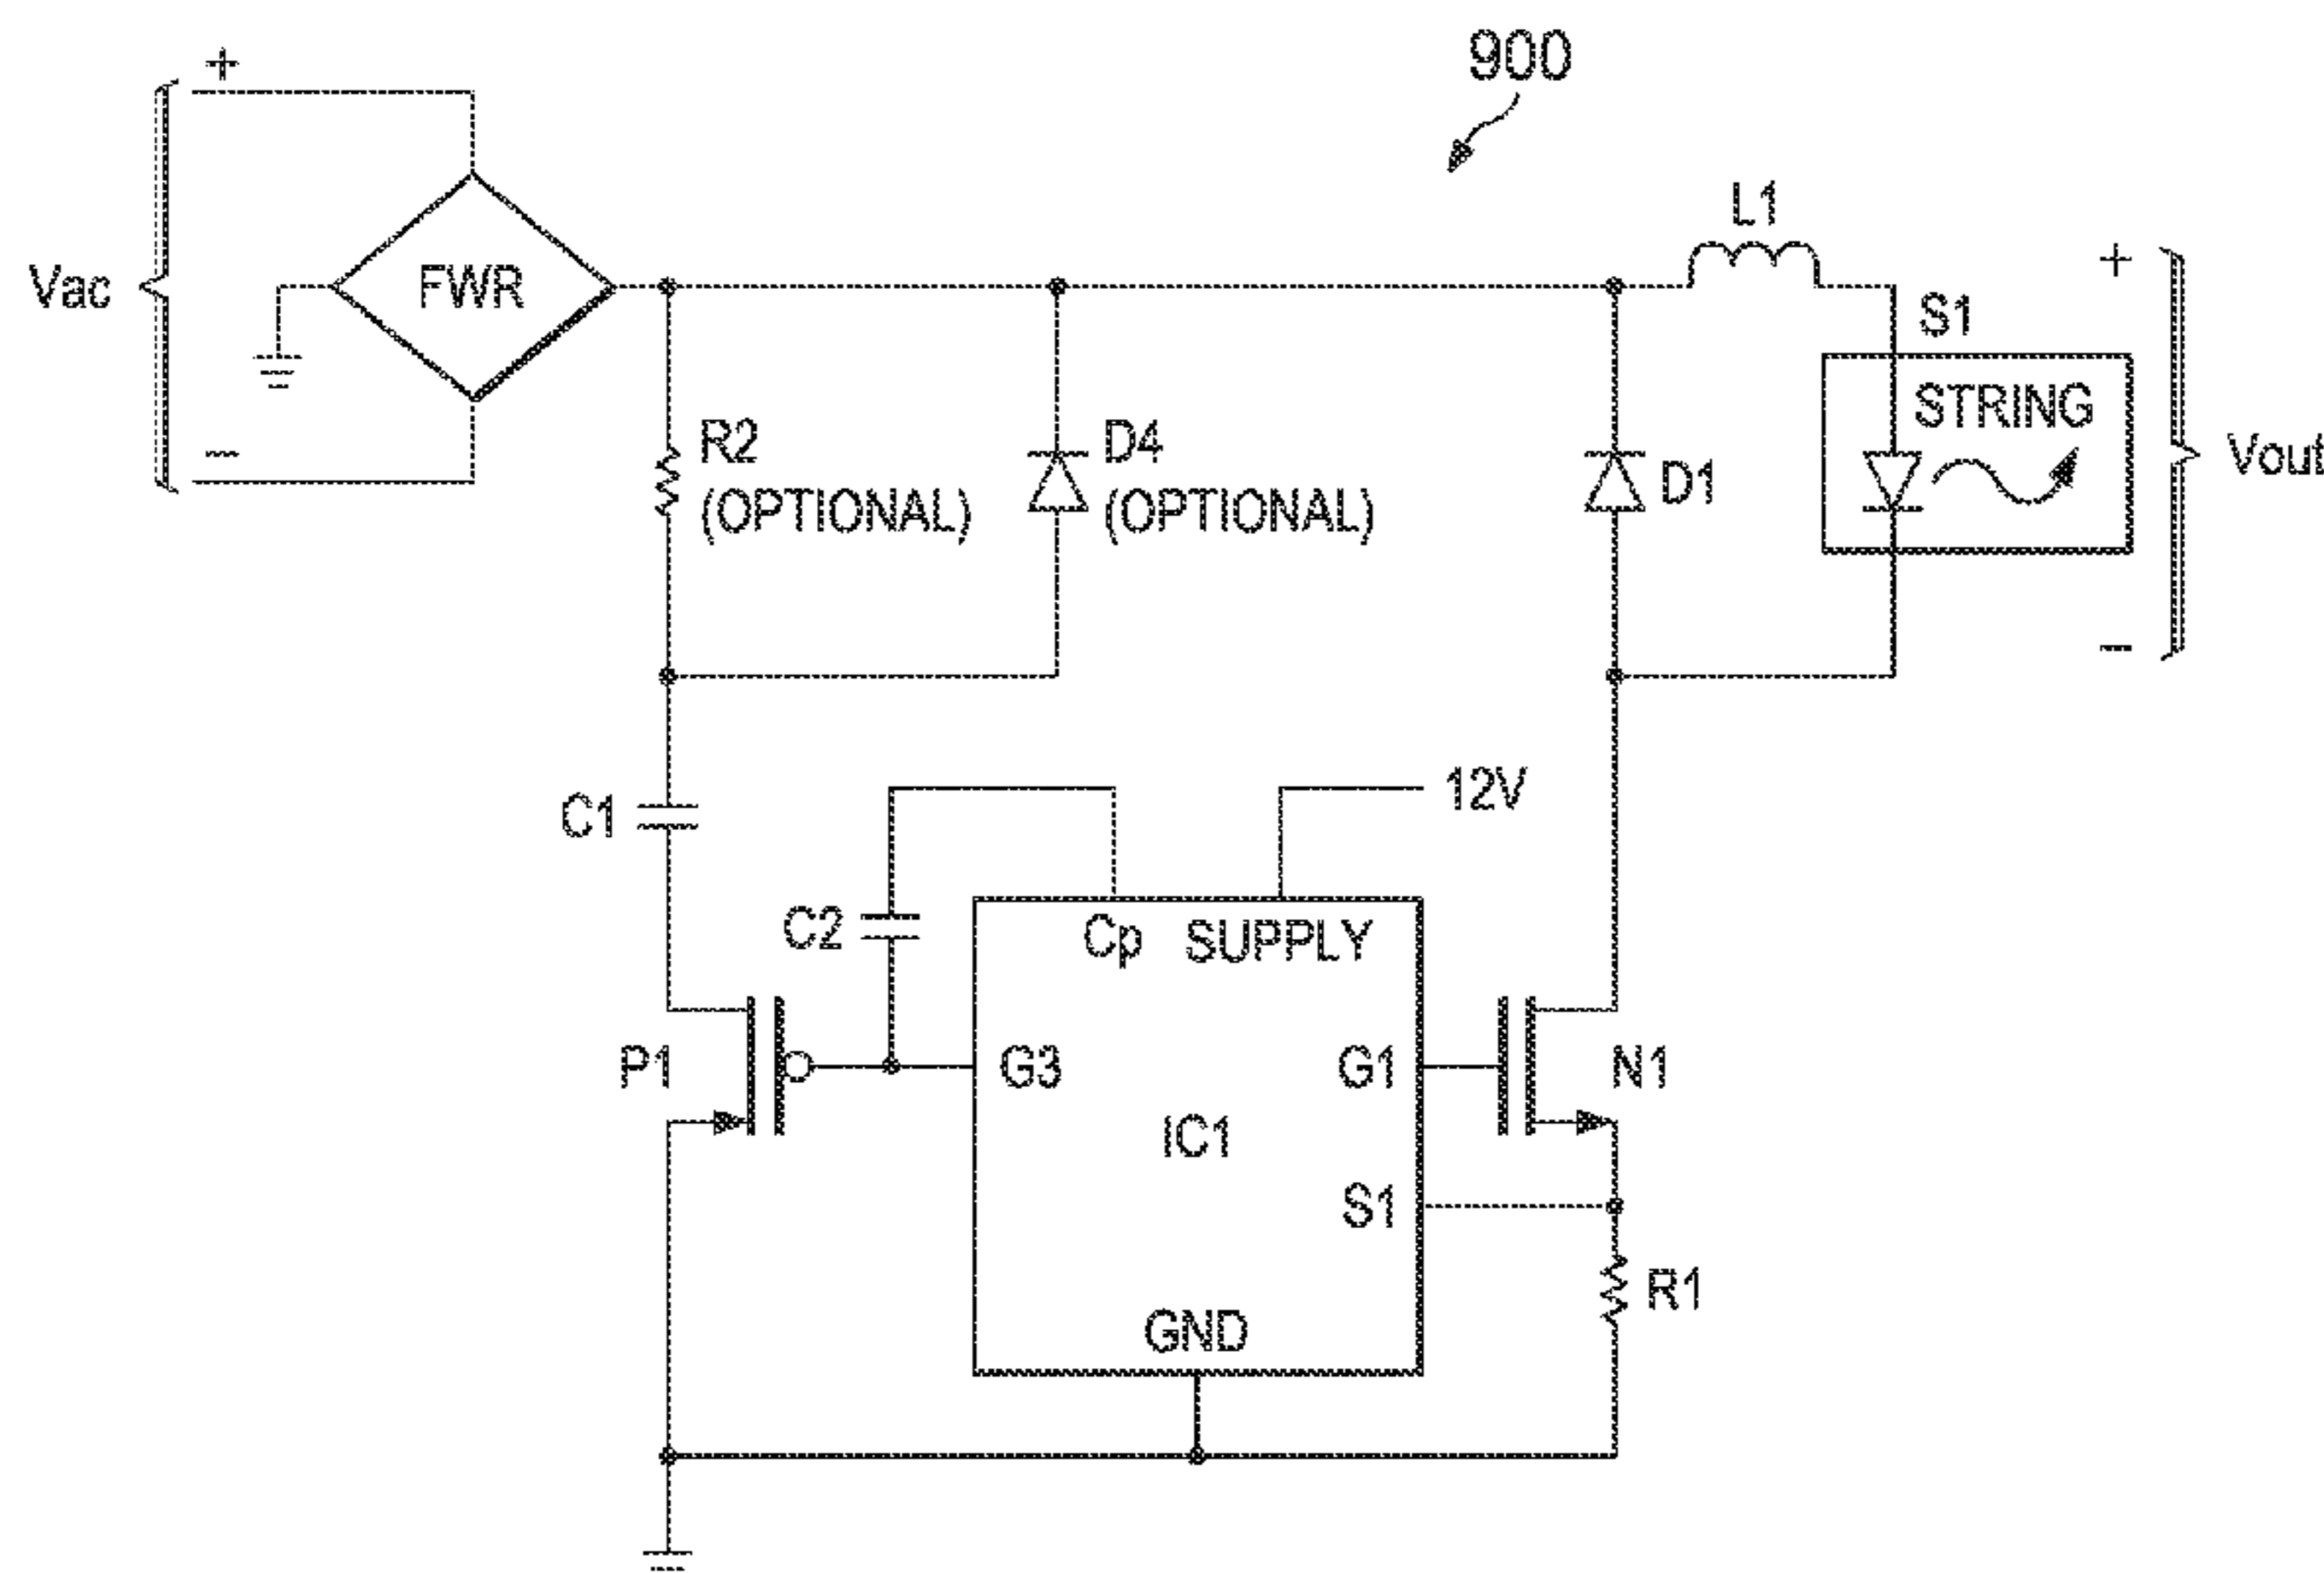 900
+
L1
Vac
FWR
+
S1
STRING
R2
(OPTIONAL)
D4
(OPTIONAL)
D1
Vout
−
−
C1
12V
C2
Cp
SUPPLY
P1
G3
G1
N1
IC1
S1
R1
GND